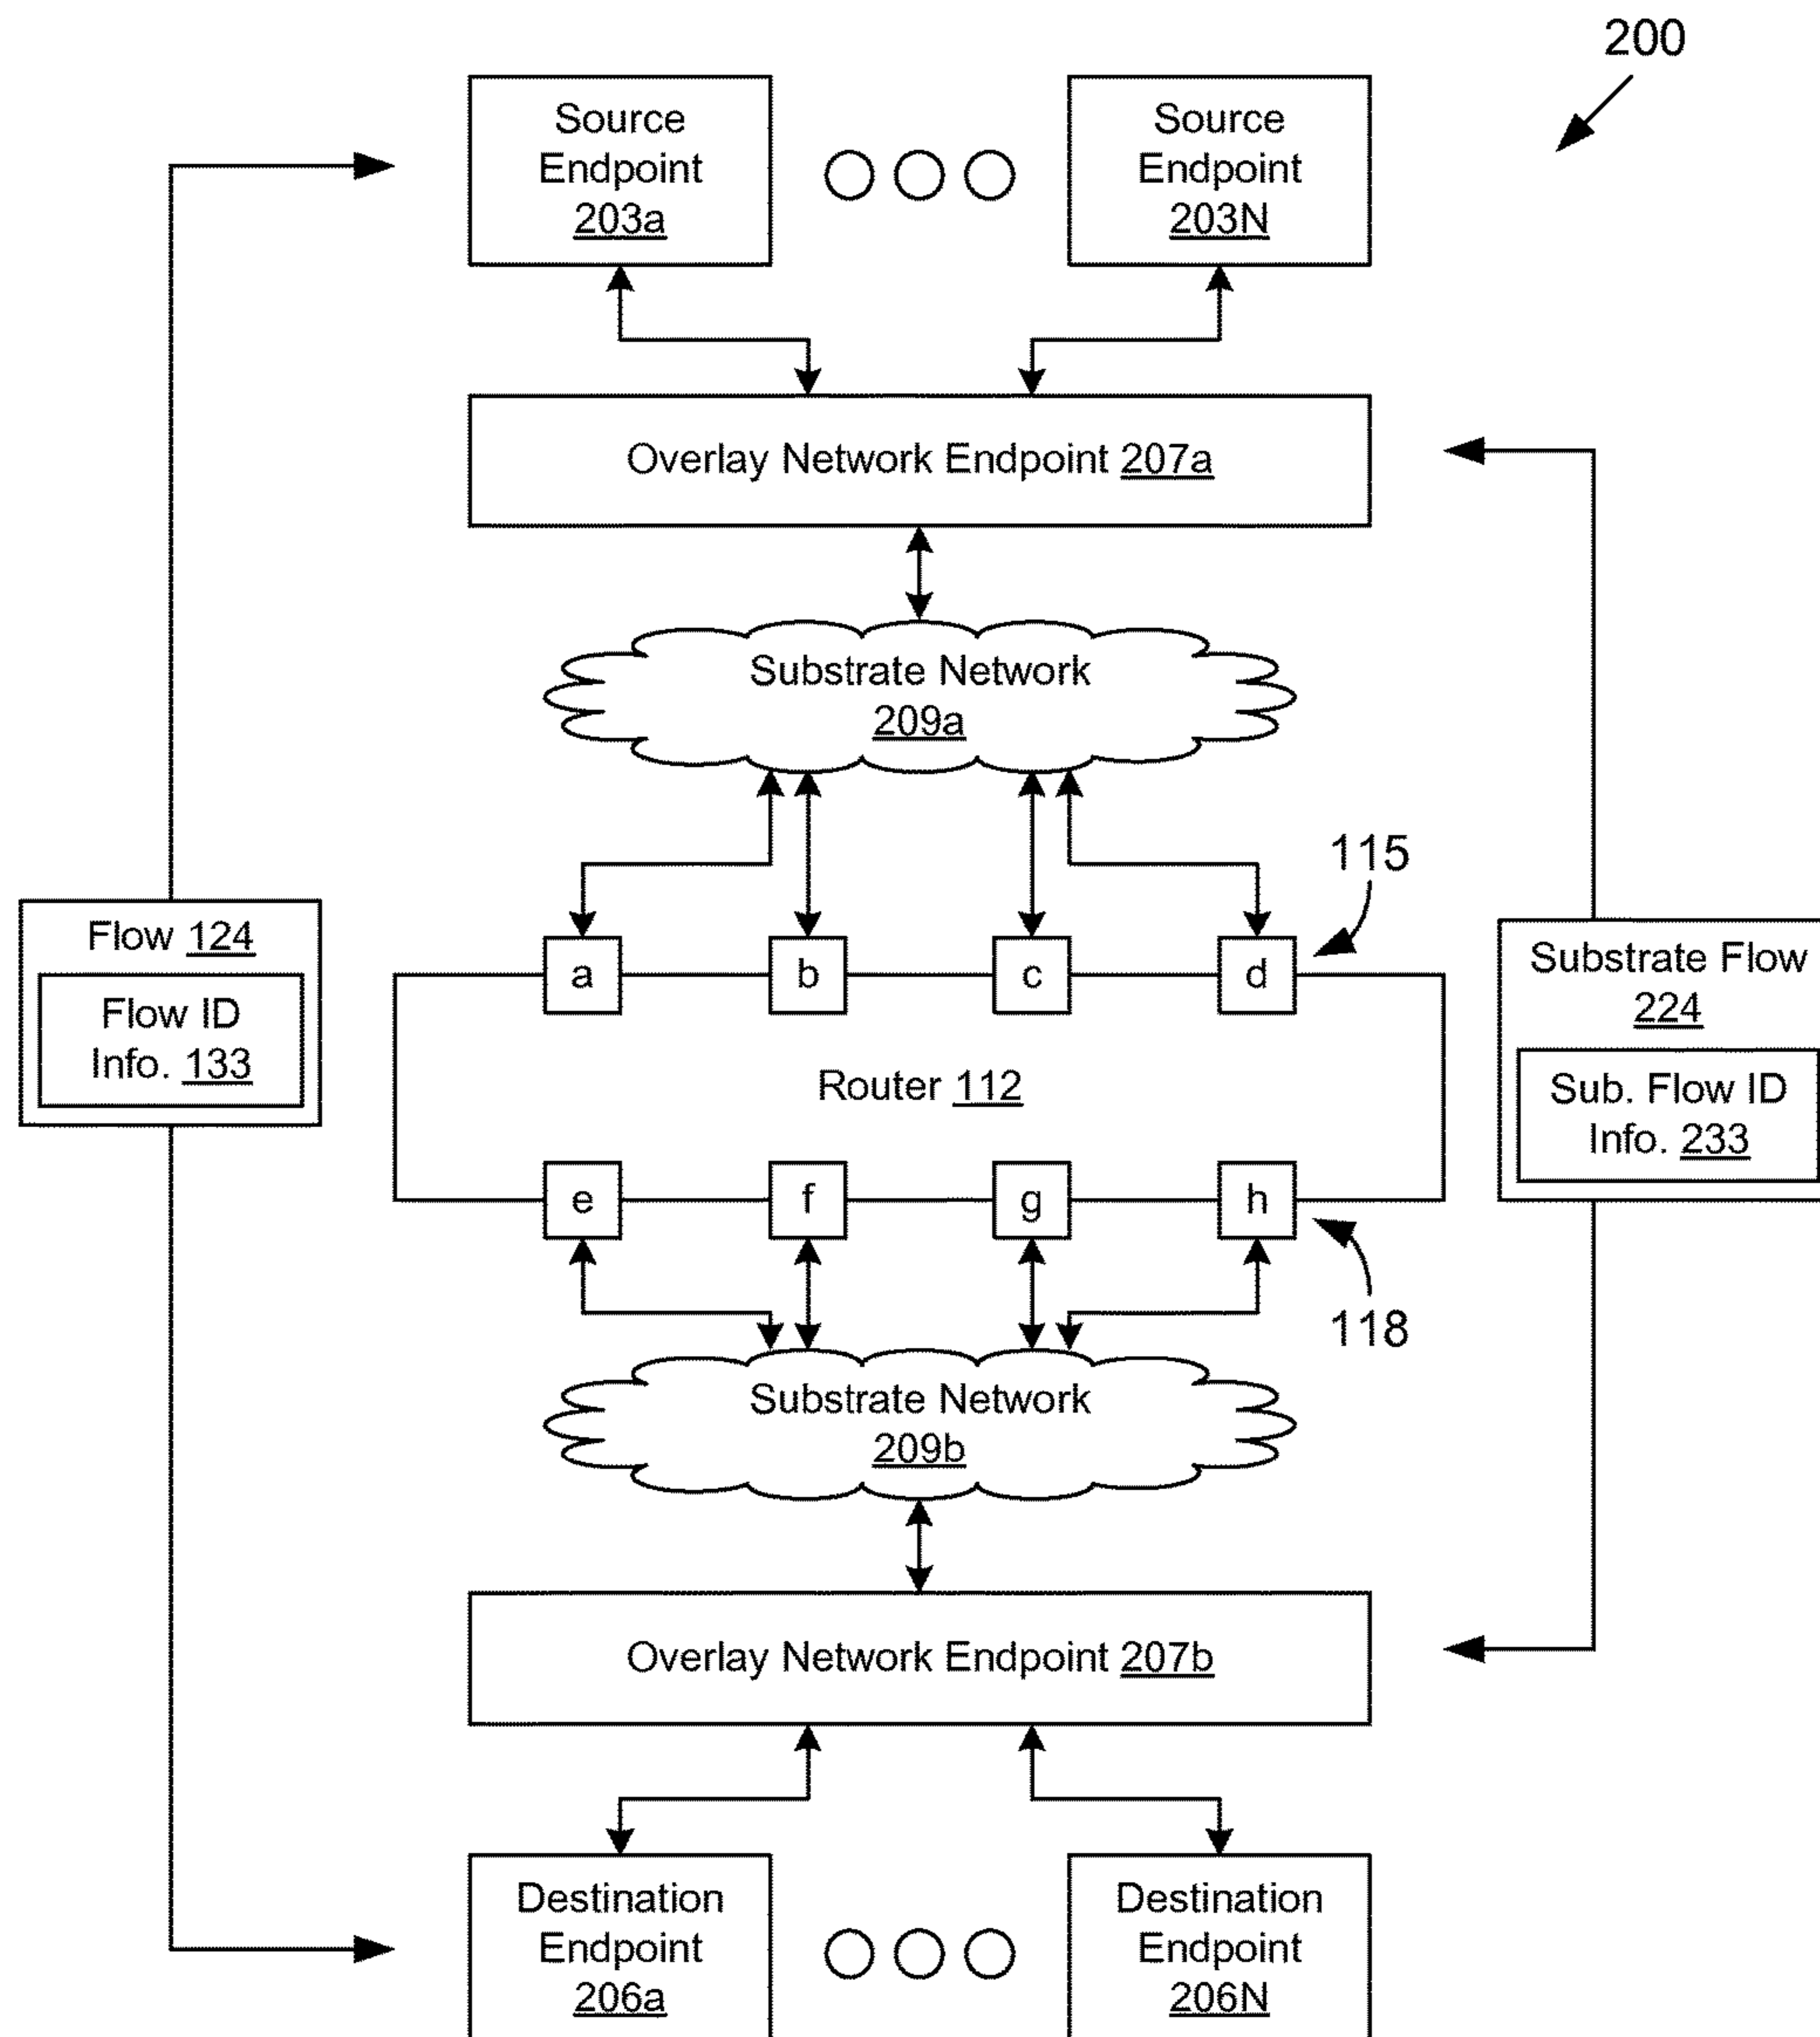 200
Source
Endpoint
203a
Source
Endpoint
203N
Overlay Network Endpoint 207a
Substrate Network
209a
115
a
b
c
d
Flow 124
Flow ID
Info. 133
Router 112
Substrate Flow
224
Sub. Flow ID
Info. 233
e
f
g
h
118
Substrate Network
209b
Overlay Network Endpoint 207b
Destination
Endpoint
206a
Destination
Endpoint
206N